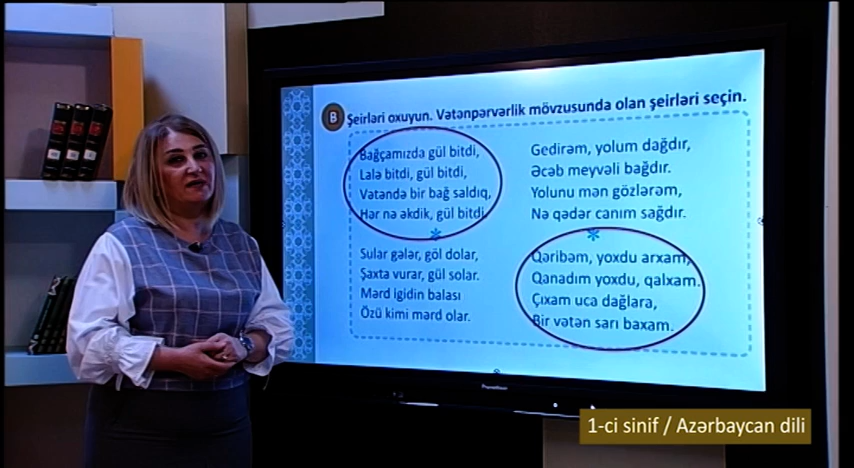 B
Şeirləri oxuyun. Vətənpərvərlik mövzusunda olan şeirləri seçin.
Bağçamızda gül bitdi,
Lalə bitdi, gül bitdi,
Vətəndə bir bağ saldıq,
Hər nə əkdik, gül bitdi.
Gedirəm, yolum dağdır,
Əcəb meyvəli bağdır.
Yolunu mən gözlərəm,
Nə qədər canım sağdır.
*
*
Sular gələr, göl dolar,
Şaxta vurar, gül solar.
Mərd igidin balası
Özü kimi mərd olar.
Qəribəm, yoxdu arxam,
Qanadım yoxdu, qalxam.
Çıxam uca dağlara,
Bir vətən sarı baxam.
Promethean
1-ci sinif / Azərbaycan dili